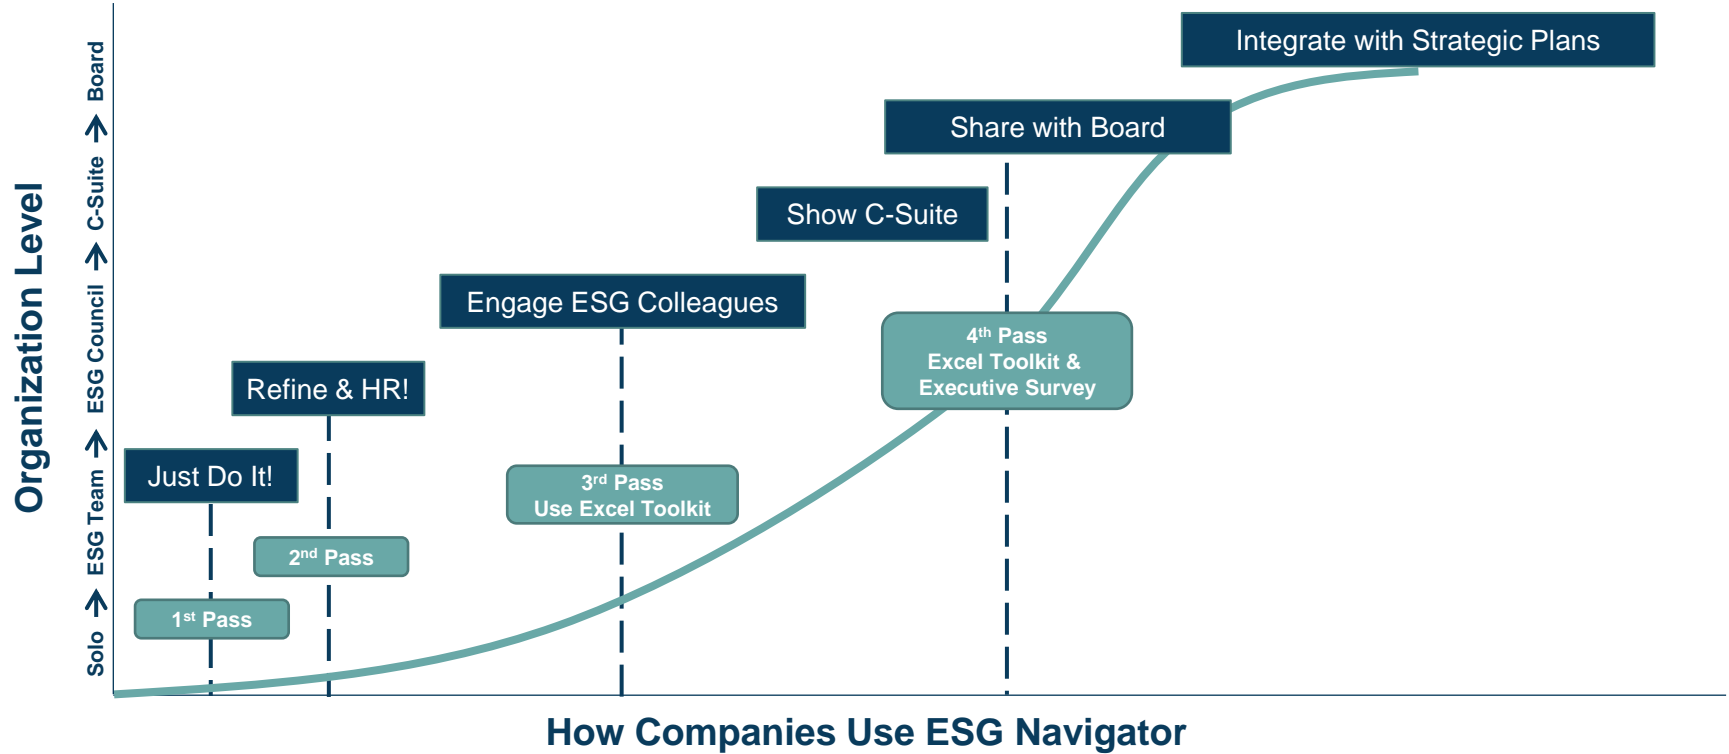 Integrate with Strategic Plans
Share with Board
Show C-Suite
Engage ESG Colleagues
Refine & HR!
Just Do It!
4th Pass
Excel Toolkit &
Executive Survey
3rd Pass
Use Excel Toolkit
2nd Pass
1st Pass
Organization Level
Solo → ESG Team → ESG Council → C-Suite → Board
How Companies Use ESG Navigator